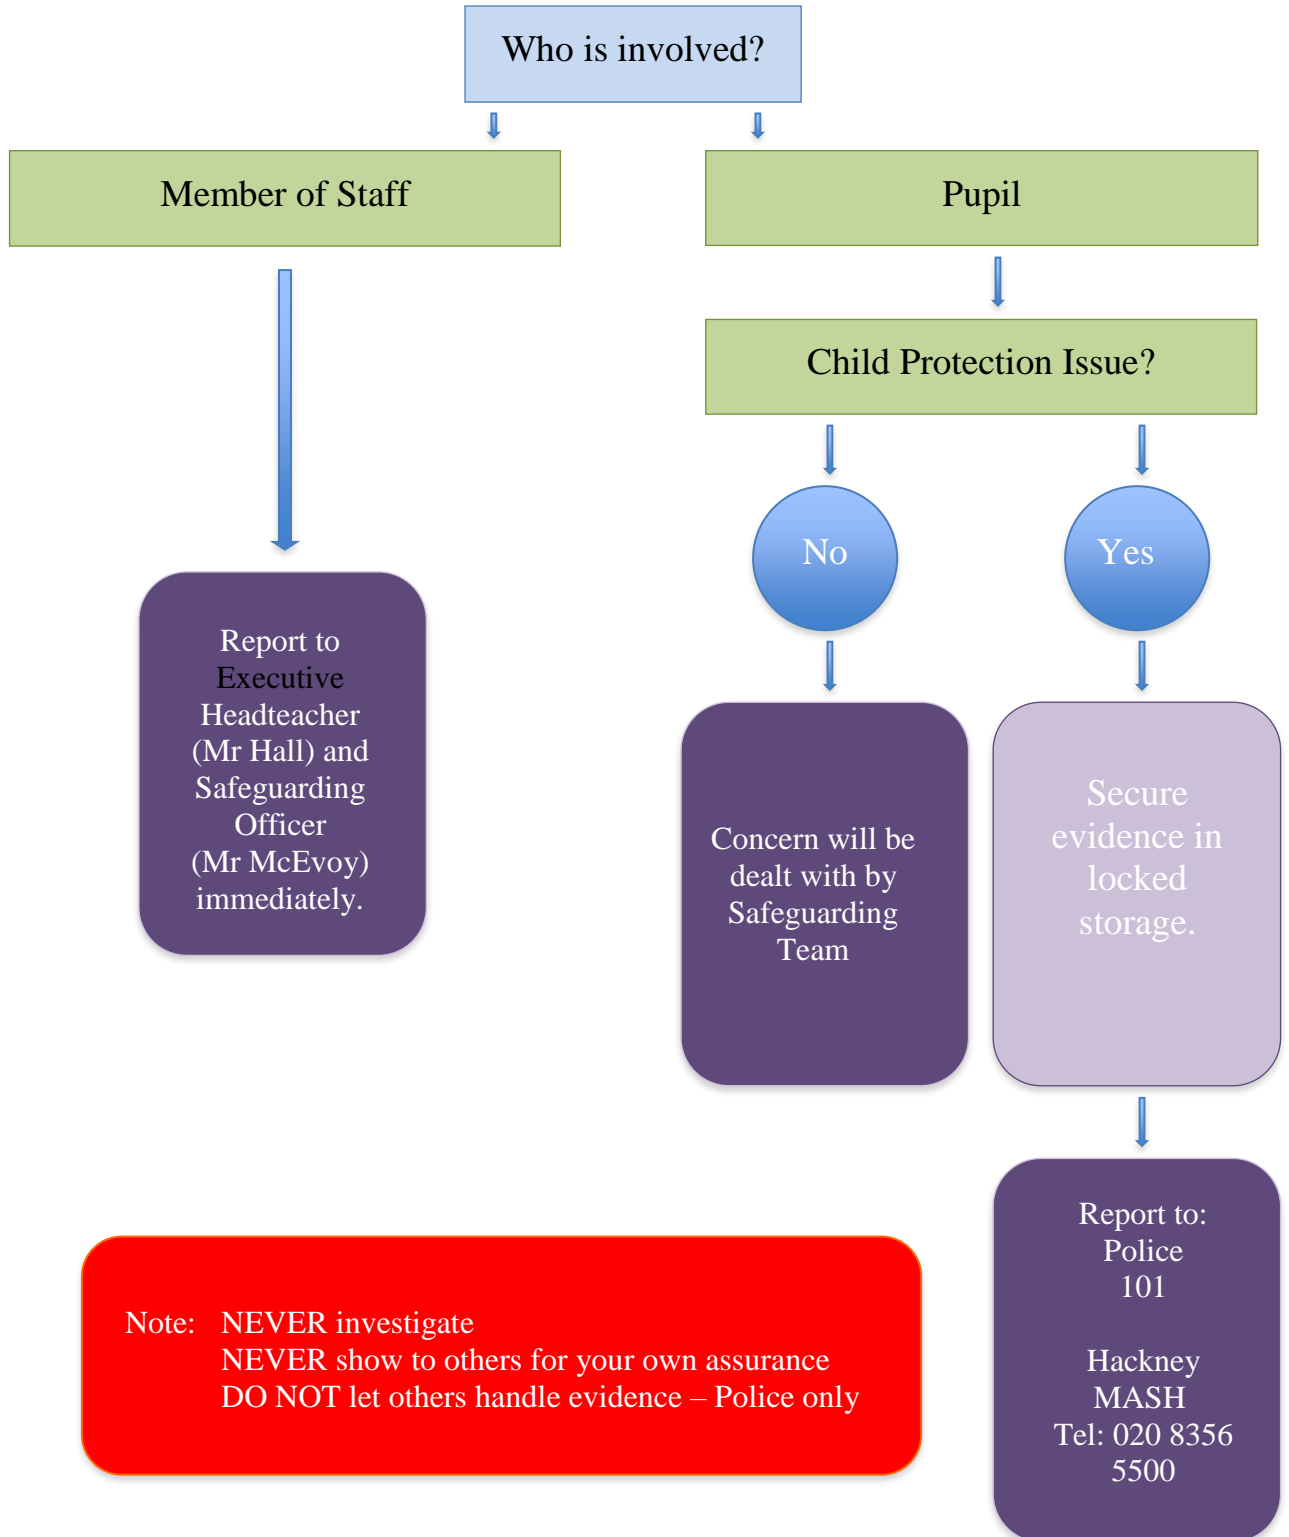 Who is involved?
Member of Staff
Pupil
Child Protection Issue?
No
Yes
Report to
Executive
Headteacher
(Mr Hall) and
Safeguarding
Officer
(Mr McEvoy)
immediately.
Concern will be
dealt with by
Safeguarding
Team
Secure
evidence in
locked
storage.
Report to:
Police
101
Hackney
MASH
Tel: 020 8356
5500
Note: NEVER investigate
NEVER show to others for your own assurance
DO NOT let others handle evidence – Police only